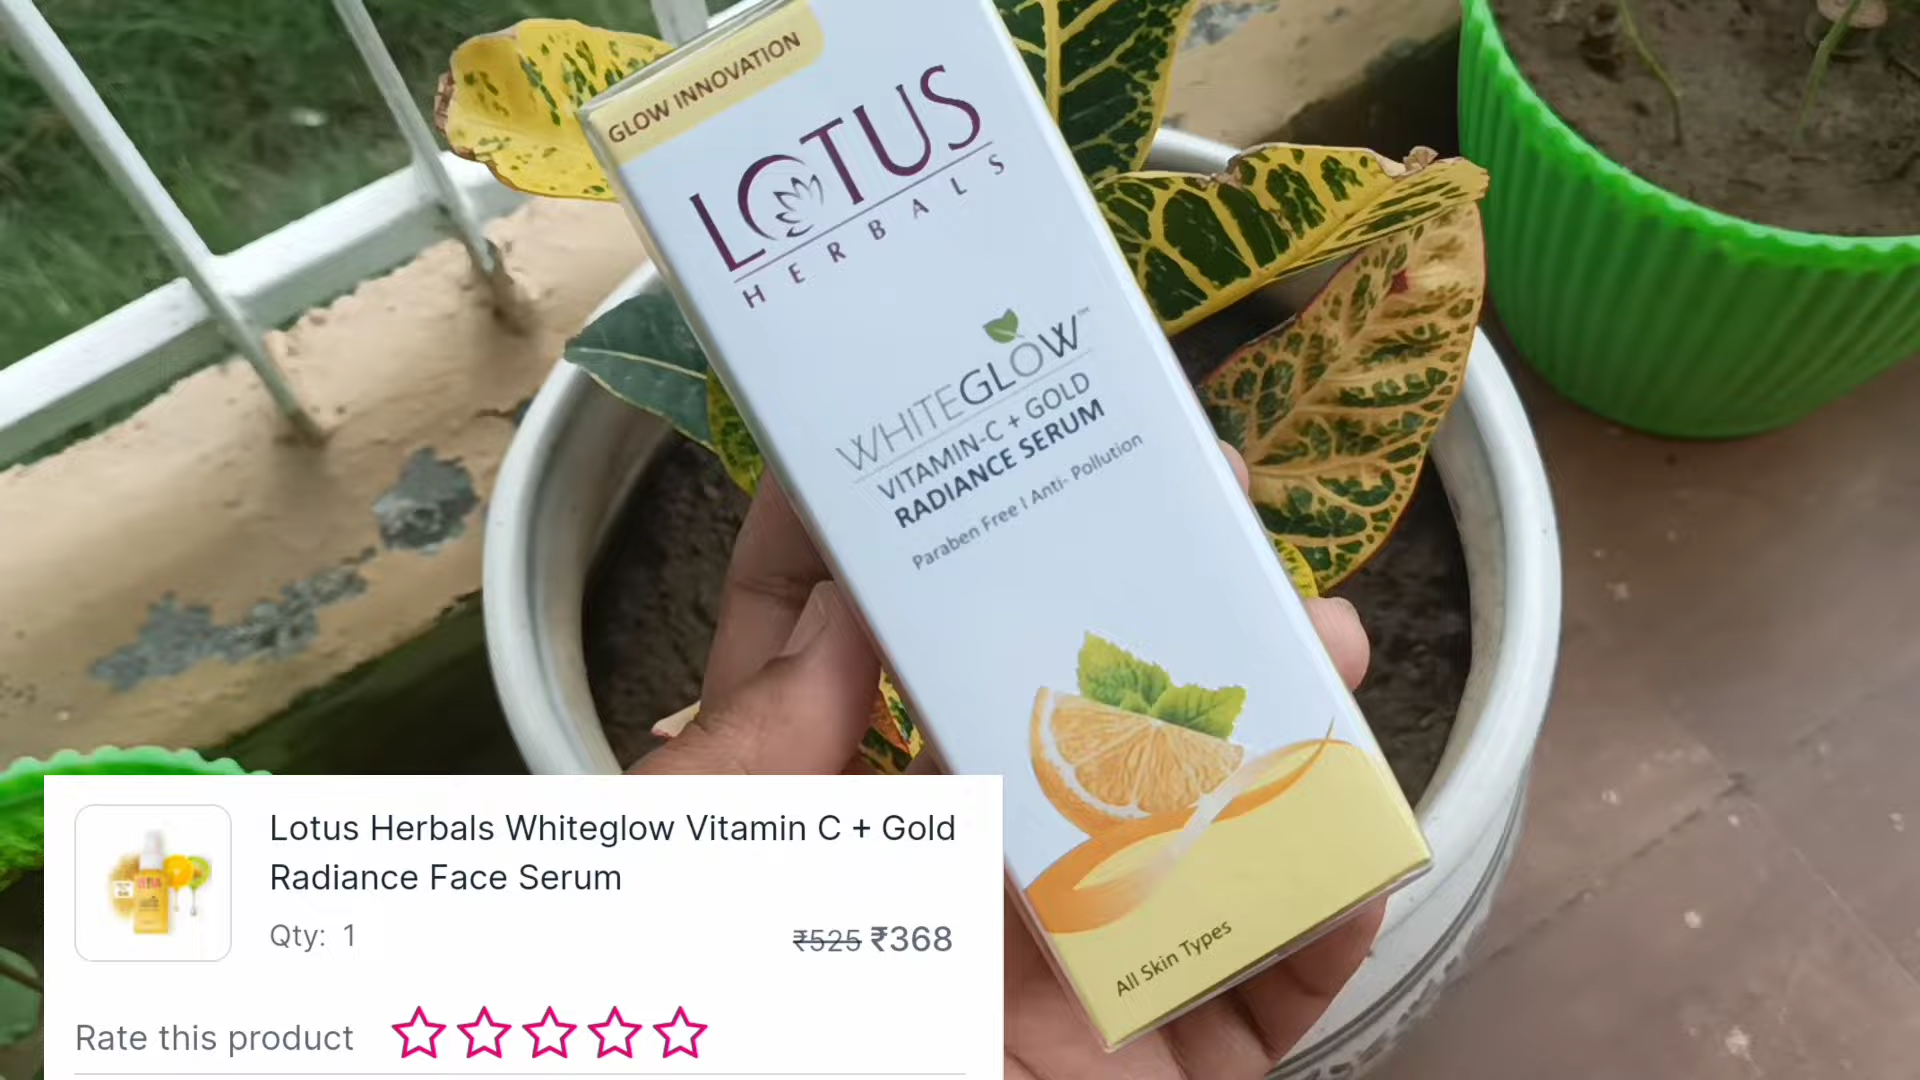 GLOW INNOVATION
LOTUS
HERBALS
WHITEGLOW™
VITAMIN-C + GOLD
RADIANCE SERUM
Paraben Free I Anti- Pollution
All Skin Types
Lotus Herbals Whiteglow Vitamin C + Gold
Radiance Face Serum
Qty: 1
₹525 ₹368
Rate this product